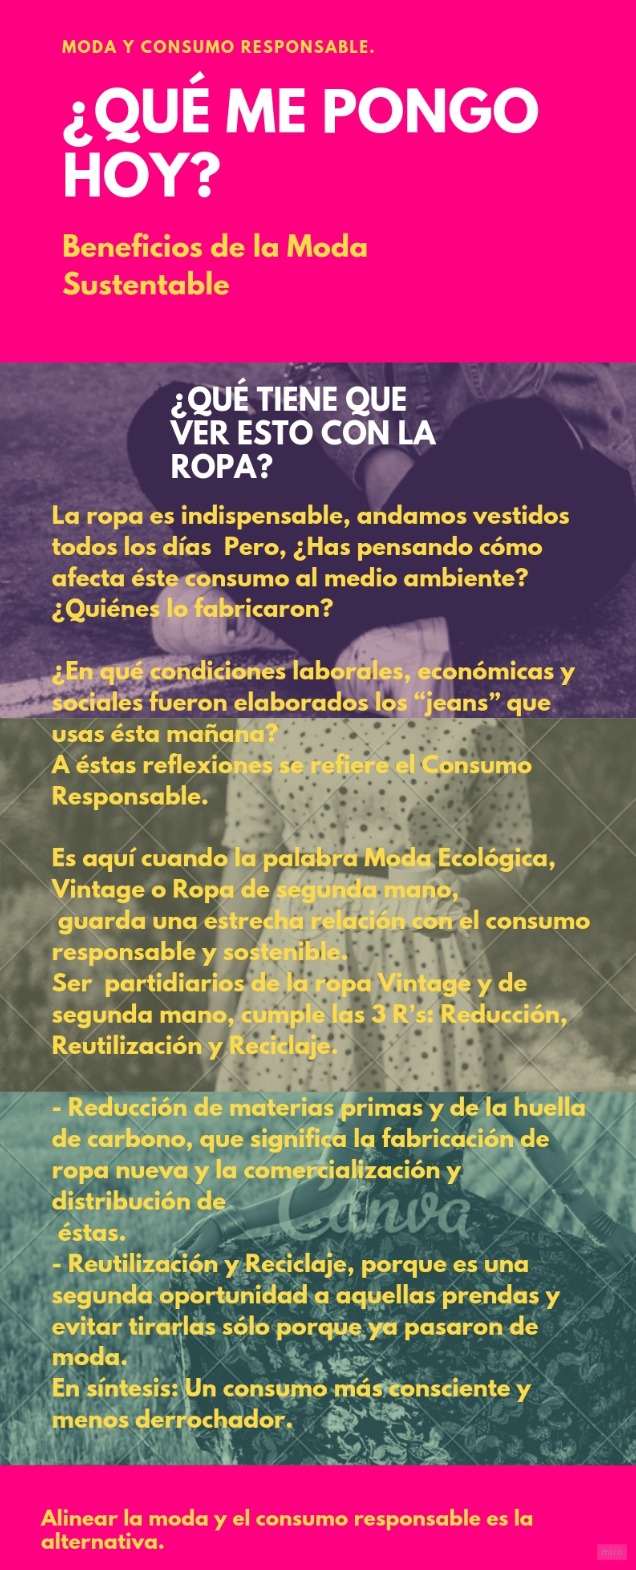 MODA Y CONSUMO RESPONSABLE.
¿QUÉ ME PONGO
HOY?
Beneficios de la Moda
Sustentable
¿QUÉ TIENE QUE
VER ESTO CON LA
ROPA?
La ropa es indispensable, andamos vestidos
todos los días  Pero, ¿Has pensando cómo
afecta éste consumo al medio ambiente?
¿Quiénes lo fabricaron?
¿En qué condiciones laborales, económicas y
sociales fueron elaborados los “jeans” que
usas ésta mañana?
A éstas reflexiones se refiere el Consumo
Responsable.
Es aquí cuando la palabra Moda Ecológica,
Vintage o Ropa de segunda mano,
guarda una estrecha relación con el consumo
responsable y sostenible.
Ser  partidiarios de la ropa Vintage y de
segunda mano, cumple las 3 R’s: Reducción,
Reutilización y Reciclaje.
- Reducción de materias primas y de la huella
de carbono, que significa la fabricación de
ropa nueva y la comercialización y
distribución de
éstas.
Canva
- Reutilización y Reciclaje, porque es una
segunda oportunidad a aquellas prendas y
evitar tirarlas sólo porque ya pasaron de
moda.
En síntesis: Un consumo más consciente y
menos derrochador.
Alinear la moda y el consumo responsable es la
alternativa.
miro